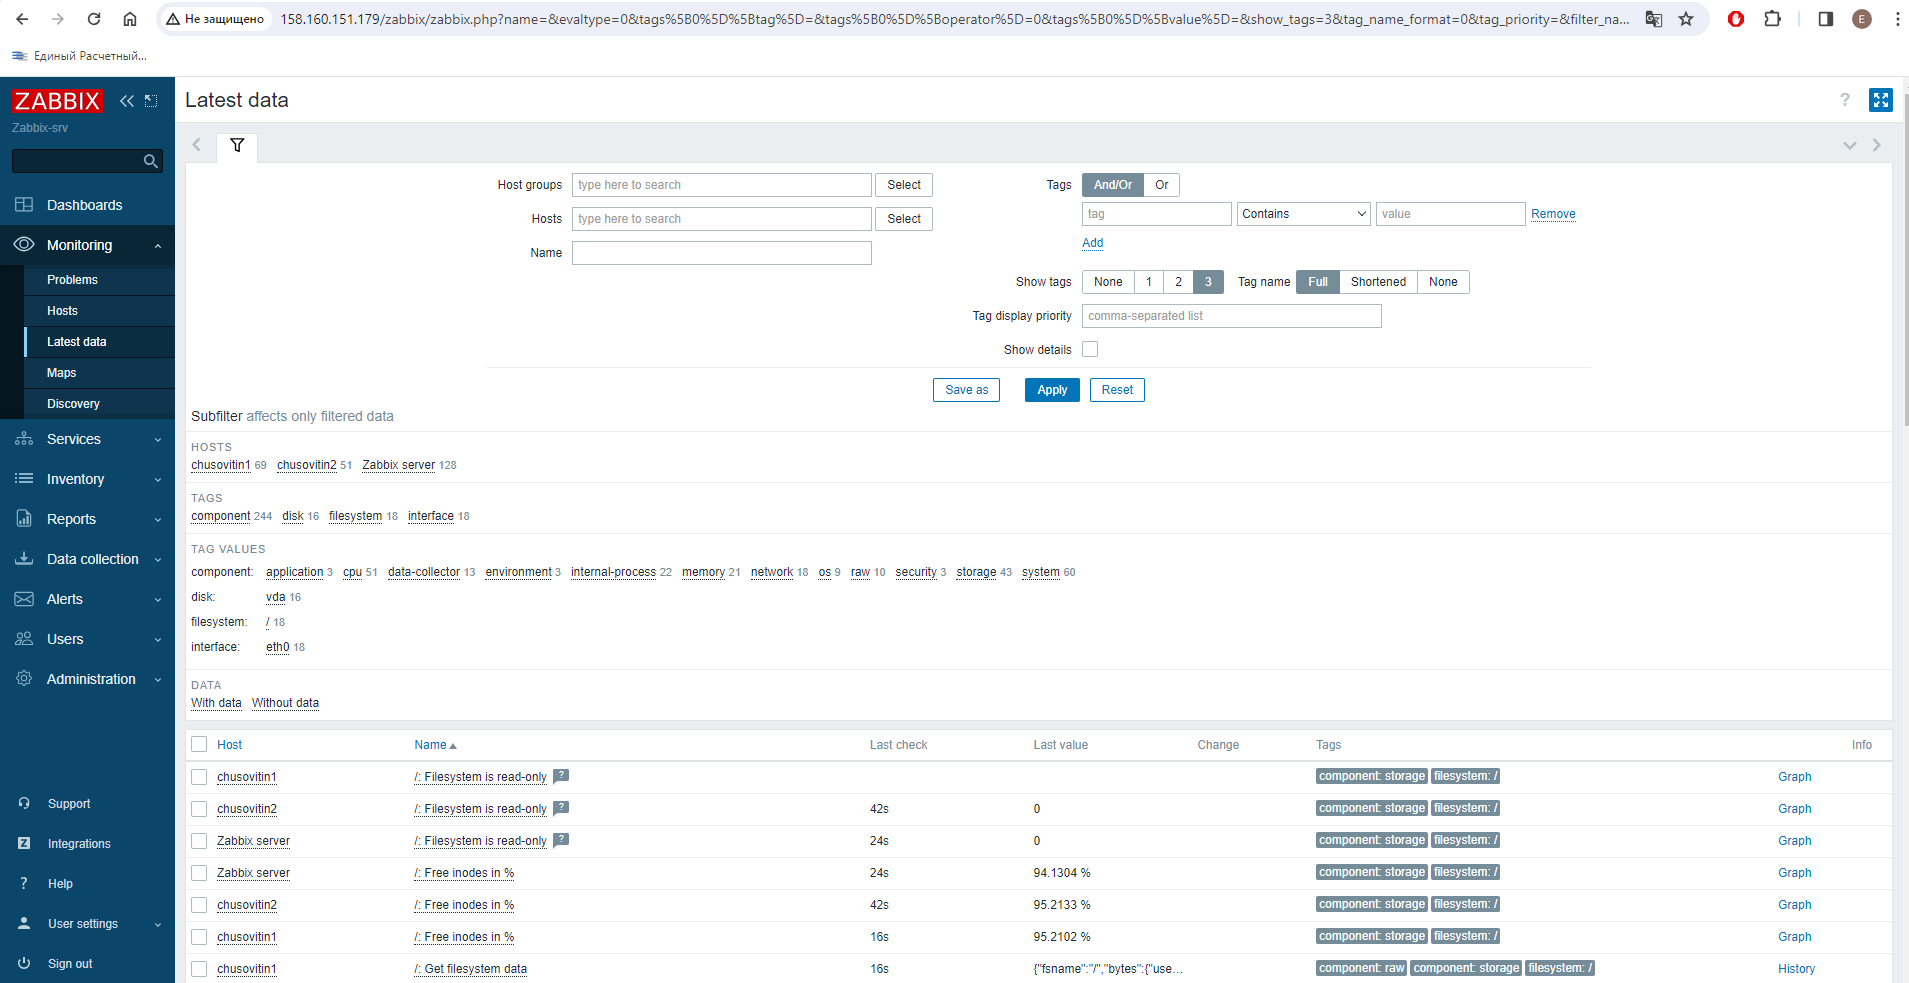 Не защищено 158.160.151.179/zabbix/zabbix.php?name=&evaltype=0&tags%5B0%5D%5Btag%5D=&tags%5B0%5D%5Boperator%5D=0&tags%5B0%5D%5Bvalue%5D=&show_tags=3&tag_name_format=0&tag_priority=&filter_na... E
Единый Расчетный...
ZABBIX
Zabbix-srv
Dashboards
Monitoring
Problems
Hosts
Latest data
Maps
Discovery
Services
Inventory
Reports
Data collection
Alerts
Users
Administration
Support
Integrations
Help
User settings
Sign out
Latest data ?
Host groups type here to search Select
Hosts type here to search Select
Name
Tags And/Or Or
tag Contains value Remove
Add
Show tags None 1 2 3 Tag name Full Shortened None
Tag display priority comma-separated list
Show details
Save as Apply Reset
Subfilter affects only filtered data
HOSTS
chusovitin1 69 chusovitin2 51 Zabbix server 128
TAGS
component 244 disk 16 filesystem 18 interface 18
TAG VALUES
component: application 3 cpu 51 data-collector 13 environment 3 internal-process 22 memory 21 network 18 os 9 raw 10 security 3 storage 43 system 60
disk: vda 16
filesystem: / 18
interface: eth0 18
DATA
With data Without data
Host Name Last check Last value Change Tags Info
chusovitin1 /: Filesystem is read-only ? component: storage filesystem: / Graph
chusovitin2 /: Filesystem is read-only ? 42s 0 component: storage filesystem: / Graph
Zabbix server /: Filesystem is read-only ? 24s 0 component: storage filesystem: / Graph
Zabbix server /: Free inodes in % 24s 94.1304 % component: storage filesystem: / Graph
chusovitin2 /: Free inodes in % 42s 95.2133 % component: storage filesystem: / Graph
chusovitin1 /: Free inodes in % 16s 95.2102 % component: storage filesystem: / Graph
chusovitin1 /: Get filesystem data 16s {"fsname":"/","bytes":{"use... component: raw component: storage filesystem: / History